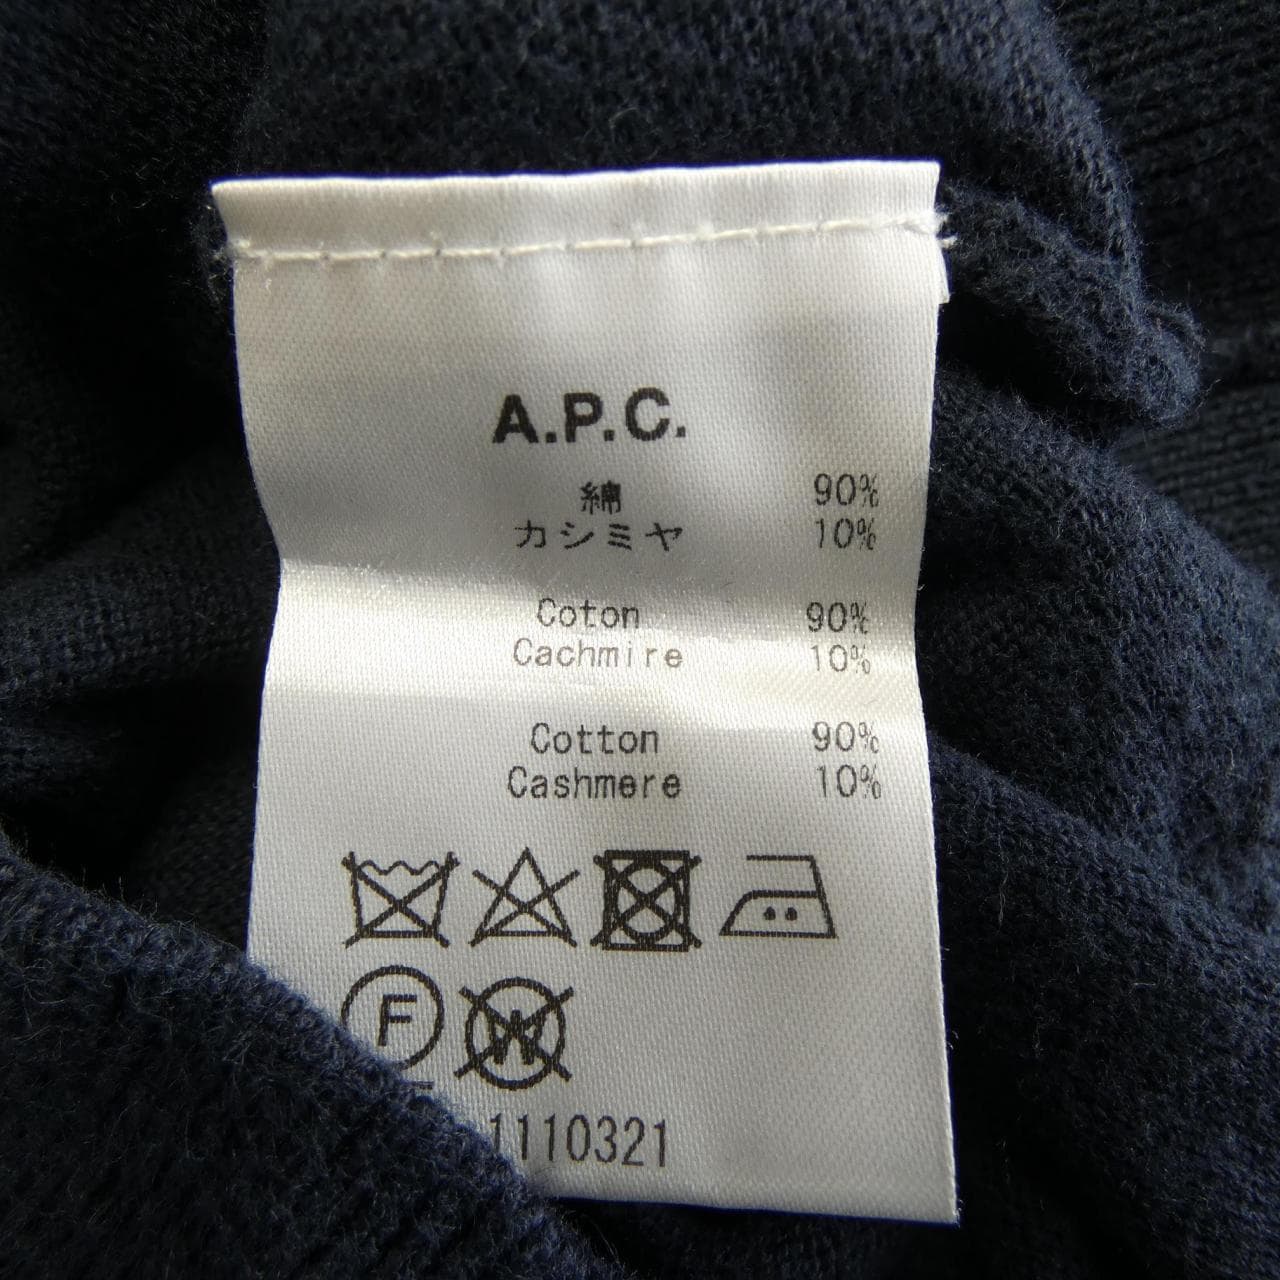 A.P.C.
綿 90%
カシミヤ 10%
Coton 90%
Cachmire 10%
Cotton 90%
Cashmere 10%
F W
1110321